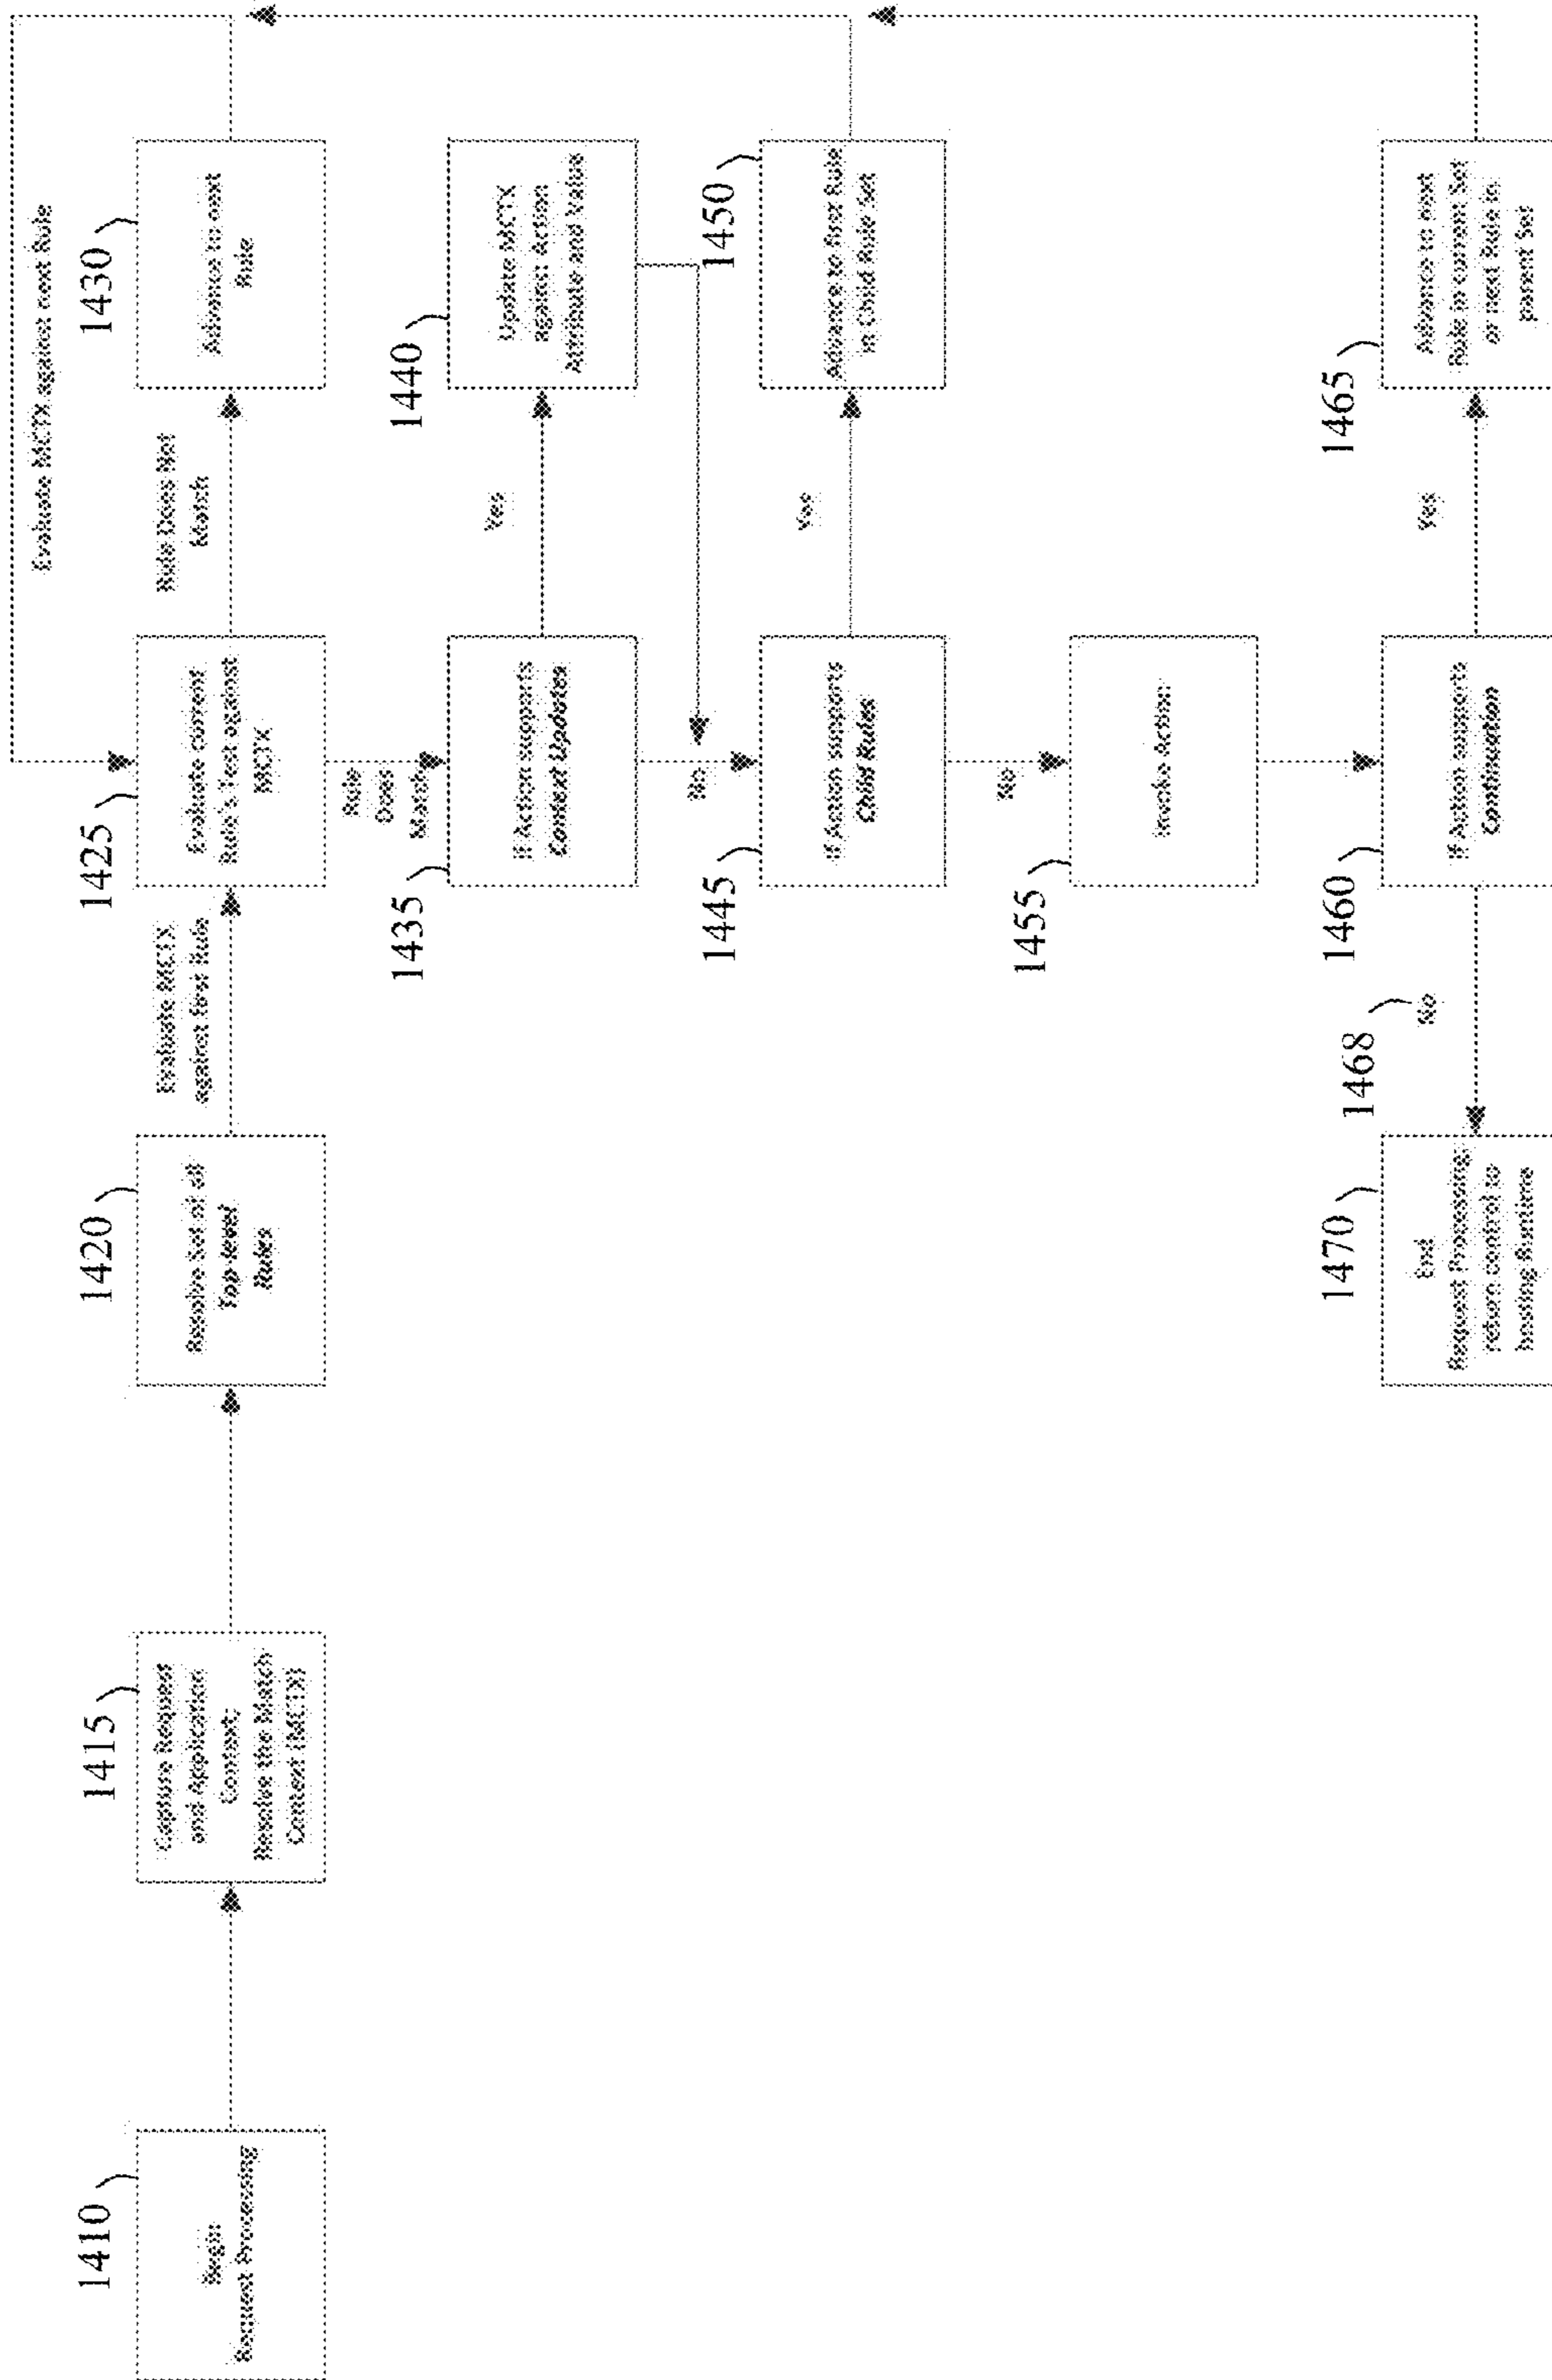 1410
Begin
Request Processing
1415
Capture Request
and Application
Context;
Resolve the Match
Context (MCTX)
1420
Resolve Set of all
Top-level
Rules
Evaluate MCTX
against first Rule
1425
Evaluate current
Rule's Test against
MCTX
Rule Does Not
Match
1430
Advance to next
Rule
Evaluate MCTX against next Rule
Rule
Does
Match
1435
If Action supports
Context Updates
Yes
1440
Update MCTX
against Action
Attribute and Value
No
1445
If Action supports
Child Rules
Yes
1450
Advance to first Rule
in Child Rule Set
No
1455
Invoke Action
1460
If Action supports
Continuation
Yes
1465
Advance to next
Rule in current Set
or next Rule in
parent Set
1468
No
1470
End
Request Processing;
return control to
hosting Runtime